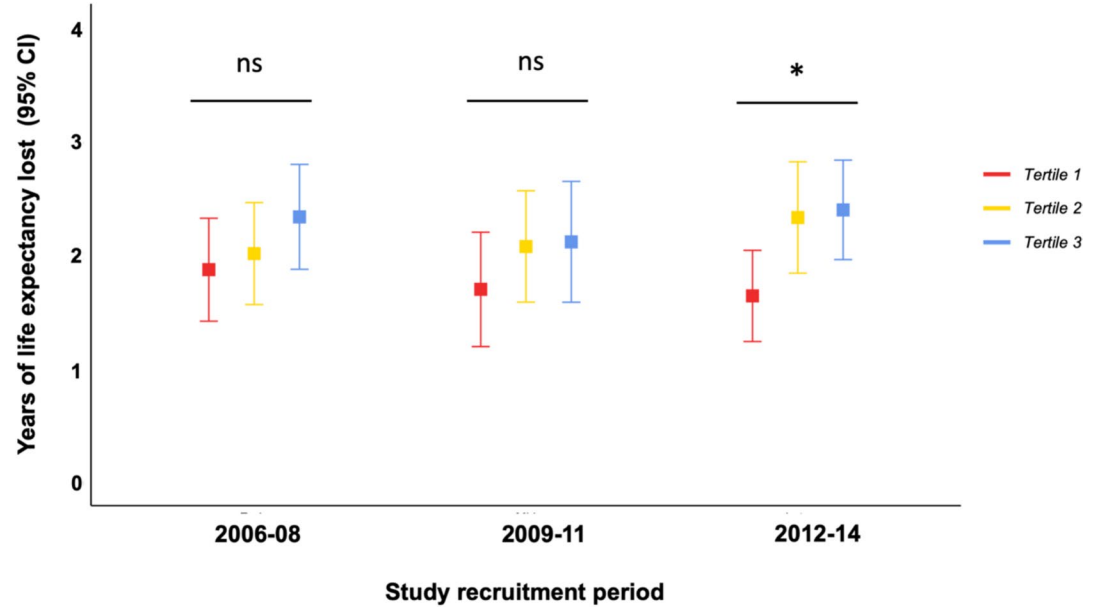 4
ns
ns
*
3
Tertile 1
Tertile 2
2
Tertile 3
1
0
2006-08
2009-11
2012-14
Study recruitment period
Years of life expectancy lost (95% CI)